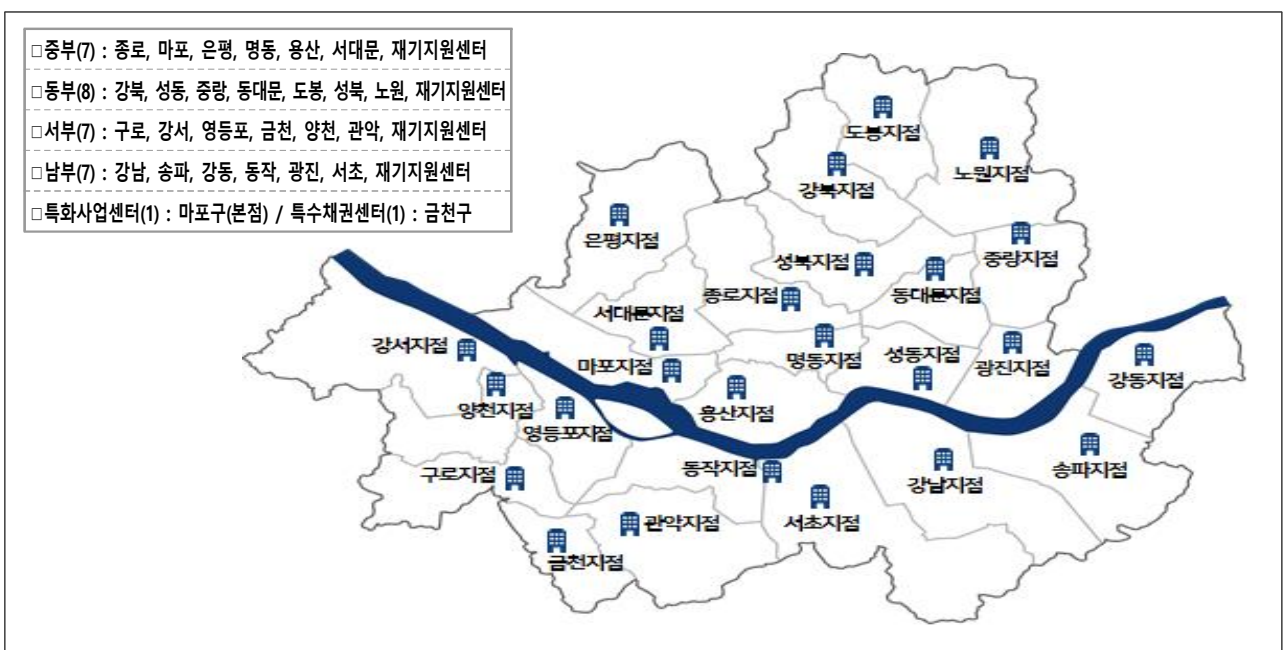 □중부(7) : 종로, 마포, 은평, 명동, 용산, 서대문, 재기지원센터
□동부(8) : 강북, 성동, 중랑, 동대문, 도봉, 성북, 노원, 재기지원센터
□서부(7) : 구로, 강서, 영등포, 금천, 양천, 관악, 재기지원센터
□남부(7) : 강남, 송파, 강동, 동작, 광진, 서초, 재기지원센터
□특화사업센터(1) : 마포구(본점) / 특수채권센터(1) : 금천구
도봉지점
노원지점
강북지점
은평지점
성북지점
중랑지점
종로지점
동대문지점
서대문지점
강서지점
마포지점
명동지점
성동지점
광진지점
강동지점
양천지점
영등포지점
용산지점
구로지점
동작지점
강남지점
송파지점
관악지점
서초지점
금천지점